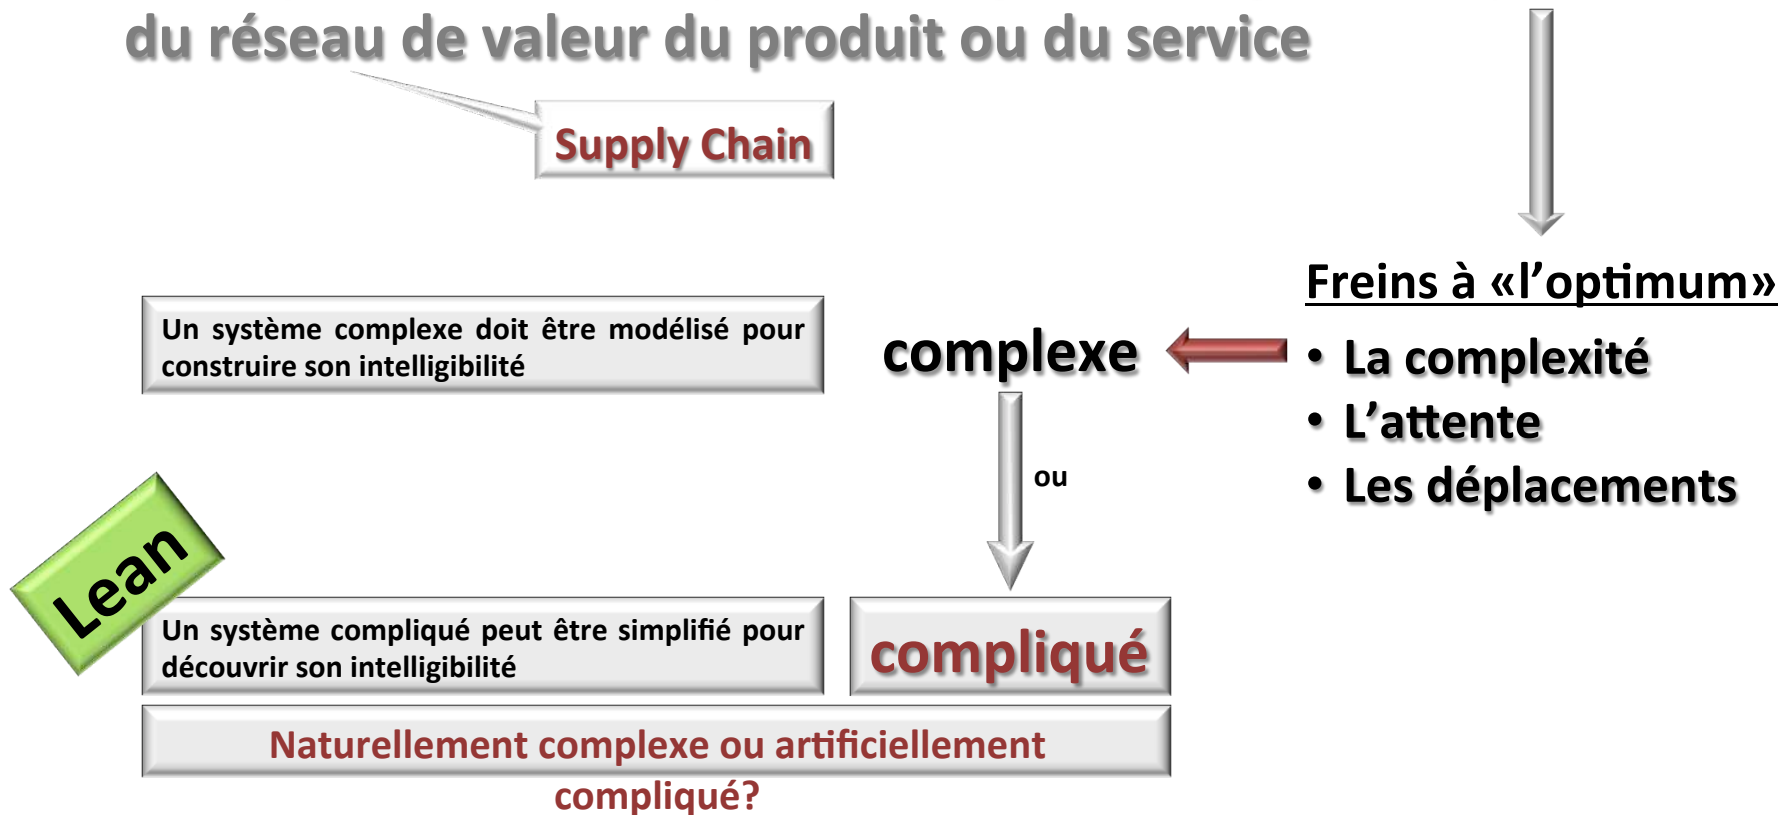 du réseau de valeur du produit ou du service
Supply Chain
Freins à «l’optimum»
• La complexité
• L’attente
• Les déplacements
complexe
Un système complexe doit être modélisé pour
construire son intelligibilité
ou
Lean
Un système compliqué peut être simplifié pour
découvrir son intelligibilité
compliqué
Naturellement complexe ou artificiellement
compliqué?